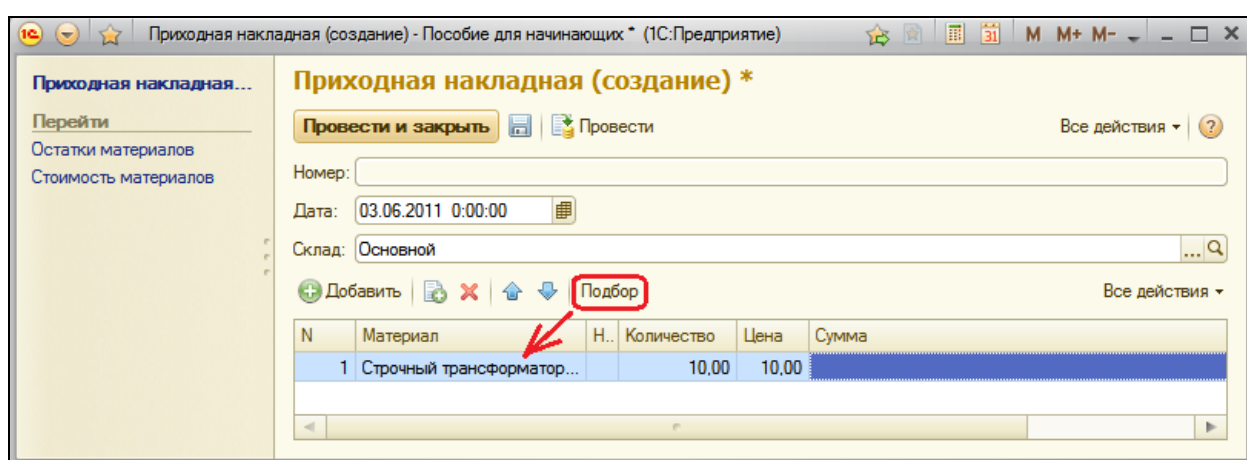 Приходная накладная (создание) - Пособие для начинающих * (1С:Предприятие)
31 M M+ M-
Приходная накладная...
Перейти
Остатки материалов
Стоимость материалов
Приходная накладная (создание) *
Провести и закрыть Провести Все действия ?
Номер:
Дата: 03.06.2011 0:00:00
Склад: Основной ...
Добавить Подбор Все действия
N Материал Н.. Количество Цена Сумма
1 Строчный трансформатор... 10,00 10,00